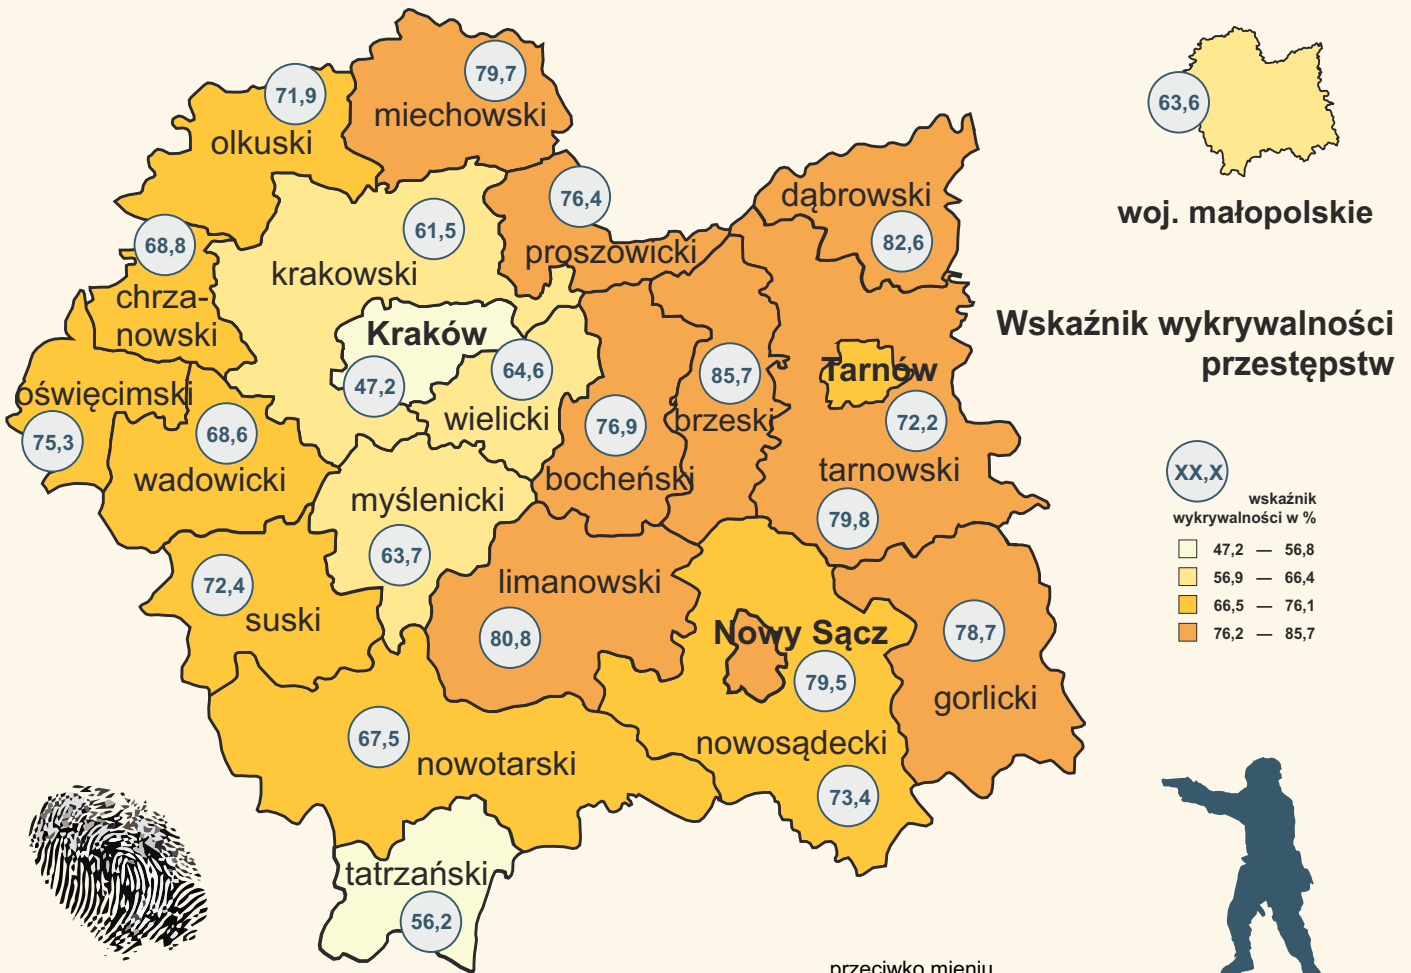 79,7
miechowski
71,9
olkuski
63,6
woj. małopolskie
76,4
proszowicki
dąbrowski
82,6
61,5
krakowski
68,8
chrza-
nowski
Wskaźnik wykrywalności
przestępstw
Kraków
47,2
64,6
wielicki
85,7
brzeski
Tarnów
72,2
tarnowski
79,8
oświęcimski
75,3
68,6
wadowicki
76,9
bocheński
myślenicki
63,7
XX,X
wskaźnik
wykrywalności w %
47,2 — 56,8
56,9 — 66,4
66,5 — 76,1
76,2 — 85,7
72,4
suski
limanowski
80,8
Nowy Sącz
79,5
78,7
gorlicki
67,5
nowotarski
nowosądecki
73,4
tatrzański
56,2
przeciwko mieniu